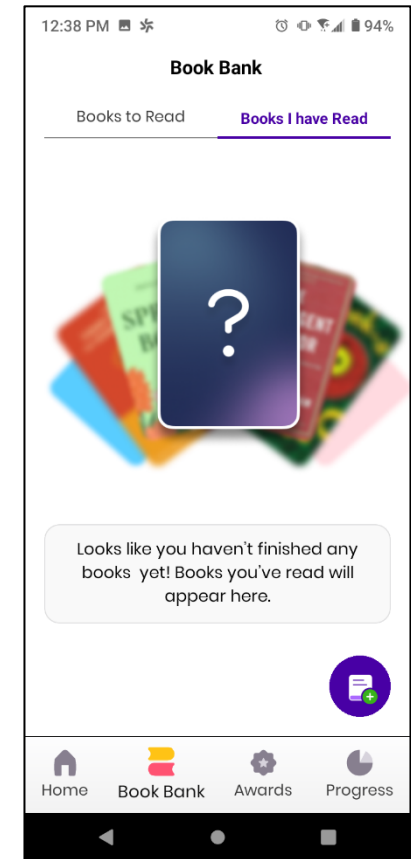 12:38 PM 94%
Book Bank
Books to Read Books I have Read
?
Looks like you haven't finished any
books yet! Books you've read will
appear here.
Home Book Bank Awards Progress